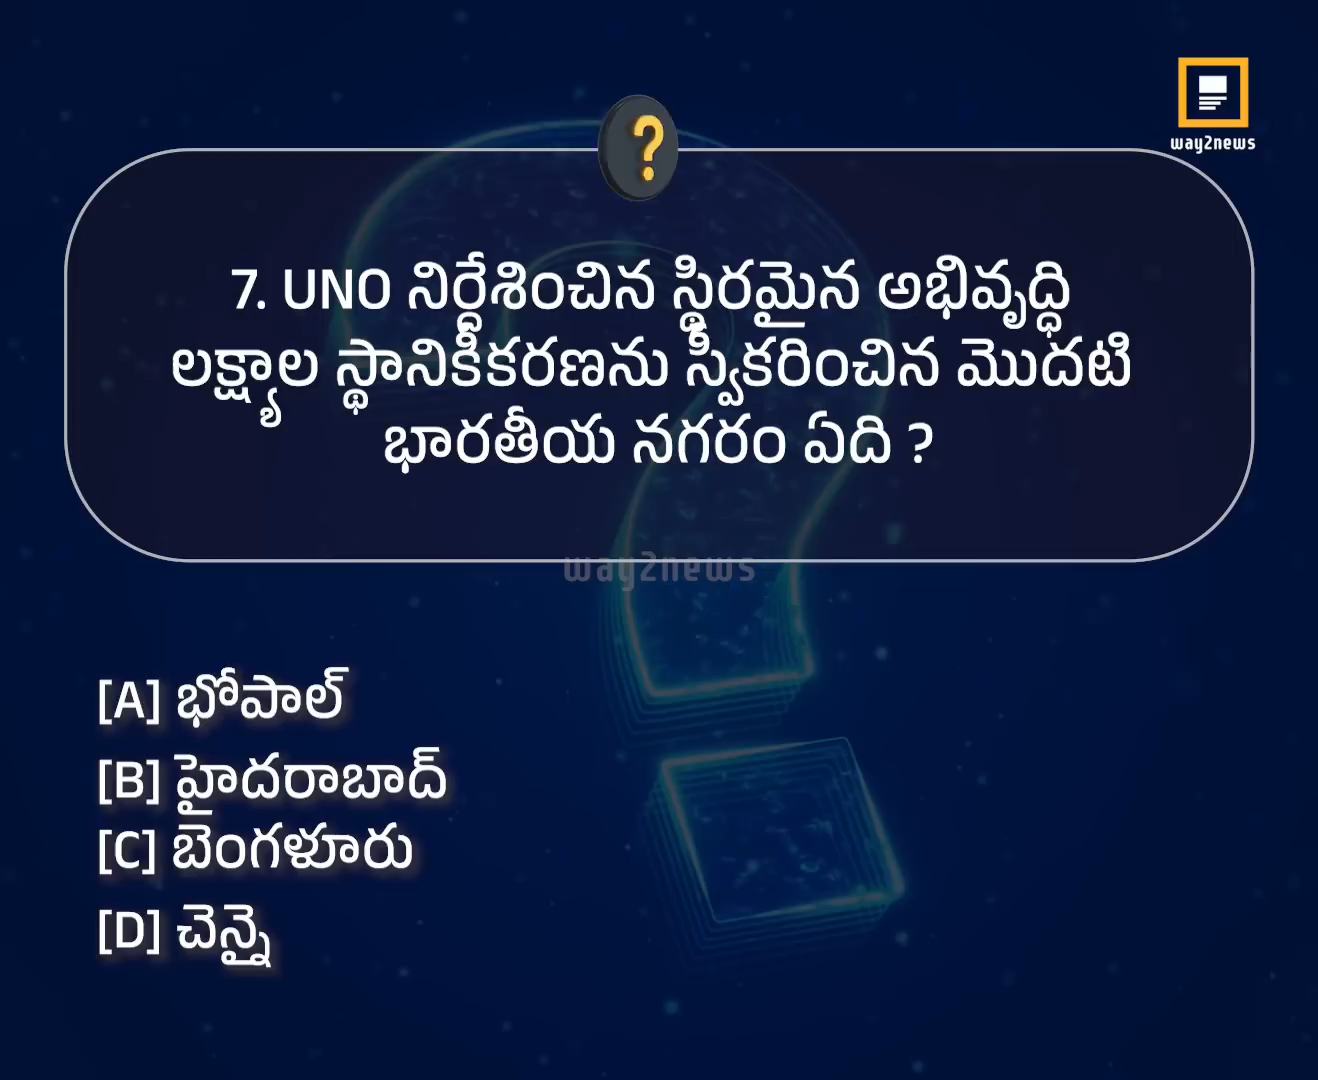 way2news
7. UNO నిర్దేశించిన స్థిరమైన అభివృద్ధి
లక్ష్యాల స్థానికీకరణను స్వీకరించిన మొదటి
భారతీయ నగరం ఏది ?
way2news
[A] భోపాల్
[B] హైదరాబాద్
[C] బెంగళూరు
[D] చెన్నై